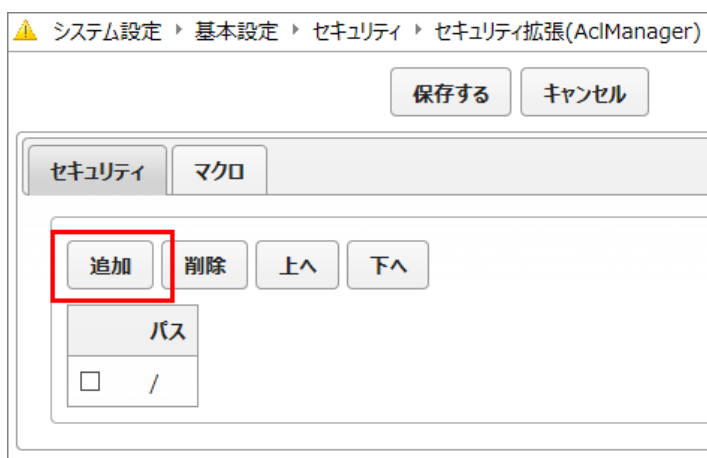 システム設定 ▸ 基本設定 ▸ セキュリティ ▸ セキュリティ拡張(AclManager)
保存する キャンセル
セキュリティ マクロ
追加 削除 上へ 下へ
パス
/